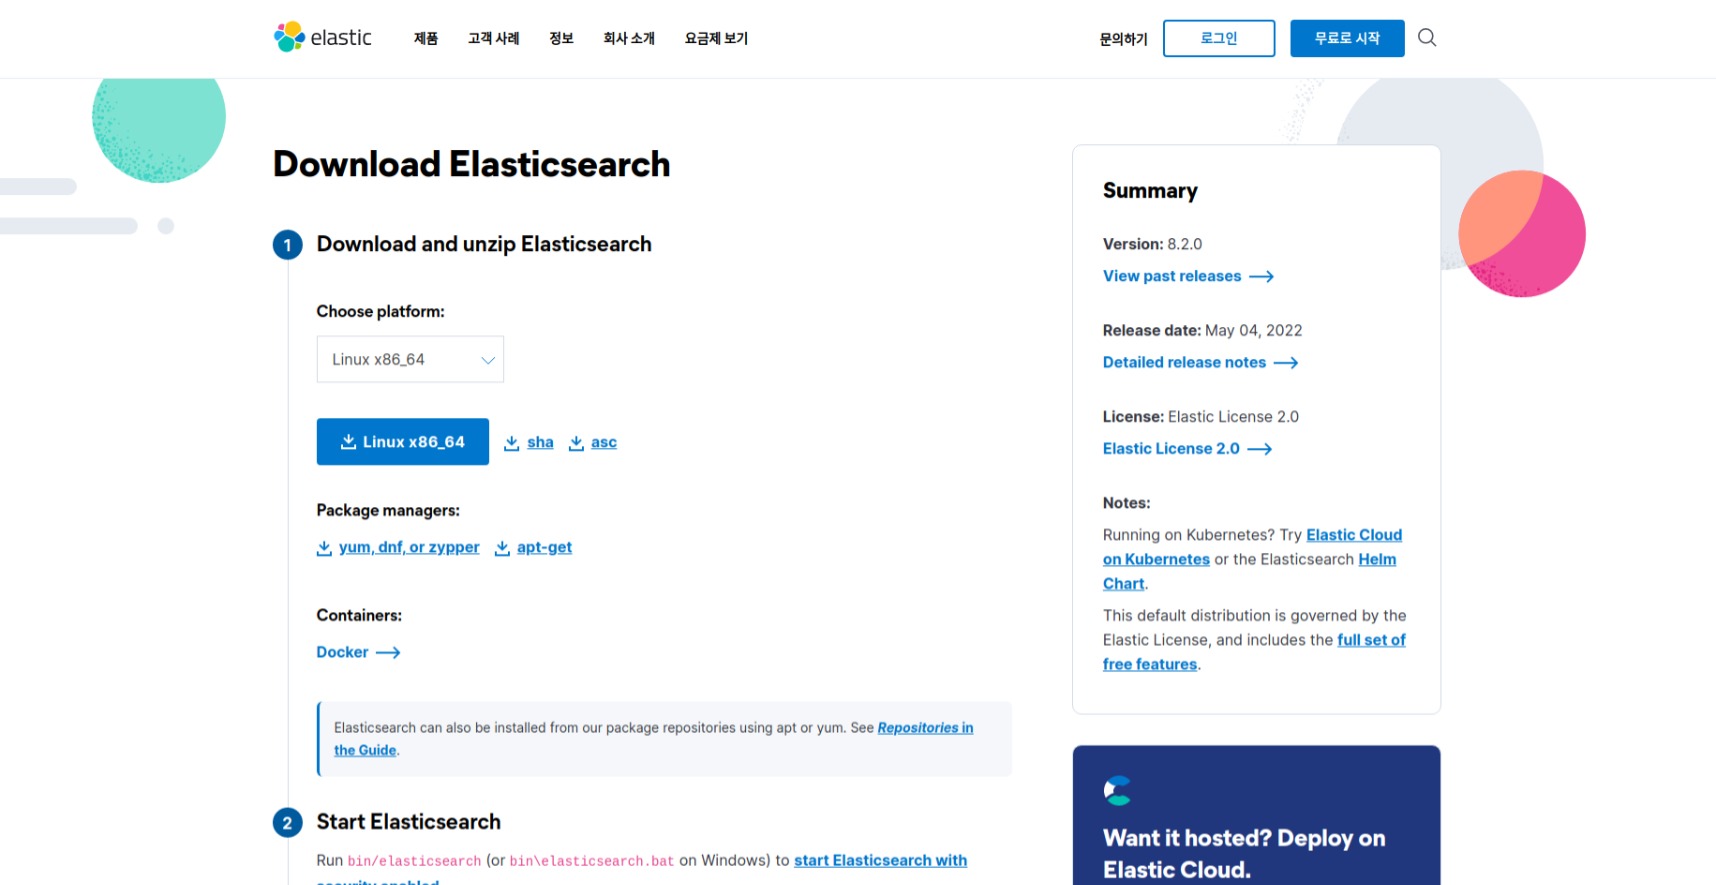 elastic
제품
고객 사례
정보
회사 소개
요금제 보기
문의하기
로그인
무료로 시작
Download Elasticsearch
1
Download and unzip Elasticsearch
Choose platform:
Linux x86_64
Linux x86_64
sha
asc
Package managers:
yum, dnf, or zypper
apt-get
Containers:
Docker
Elasticsearch can also be installed from our package repositories using apt or yum. See Repositories in
the Guide.
2
Start Elasticsearch
Run bin/elasticsearch (or bin\elasticsearch.bat on Windows) to start Elasticsearch with
security enabled
Summary
Version: 8.2.0
View past releases
Release date: May 04, 2022
Detailed release notes
License: Elastic License 2.0
Elastic License 2.0
Notes:
Running on Kubernetes? Try Elastic Cloud
on Kubernetes or the Elasticsearch Helm
Chart.
This default distribution is governed by the
Elastic License, and includes the full set of
free features.
Want it hosted? Deploy on
Elastic Cloud.